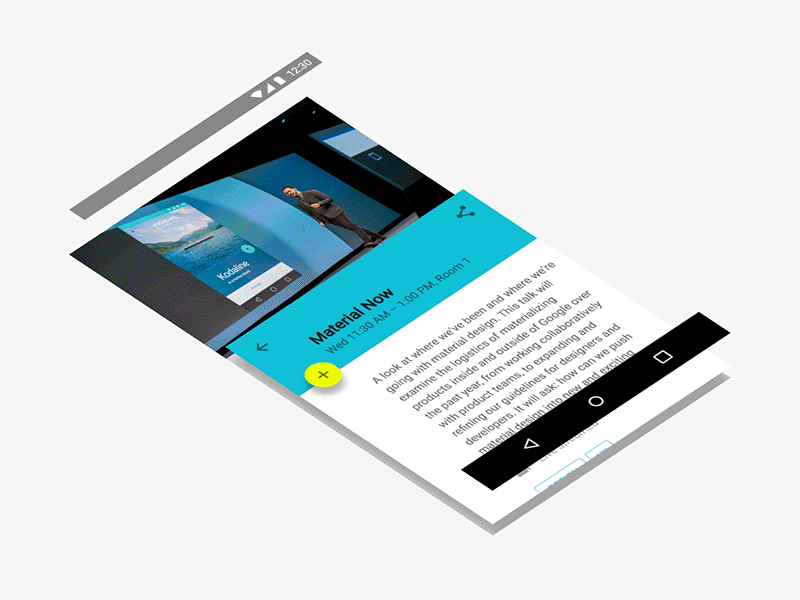 12:30
Kodaline
Material Now
Wed 11:30 AM – 1:00 PM, Room 1
A look at where we've been and where we're
going with material design. This talk will
examine the logistics of materializing
products inside and outside of Google over
the past year, from working collaboratively
with product teams, to expanding and
refining our guidelines for designers and
developers. It will ask: how can we push
material design into new and exciting